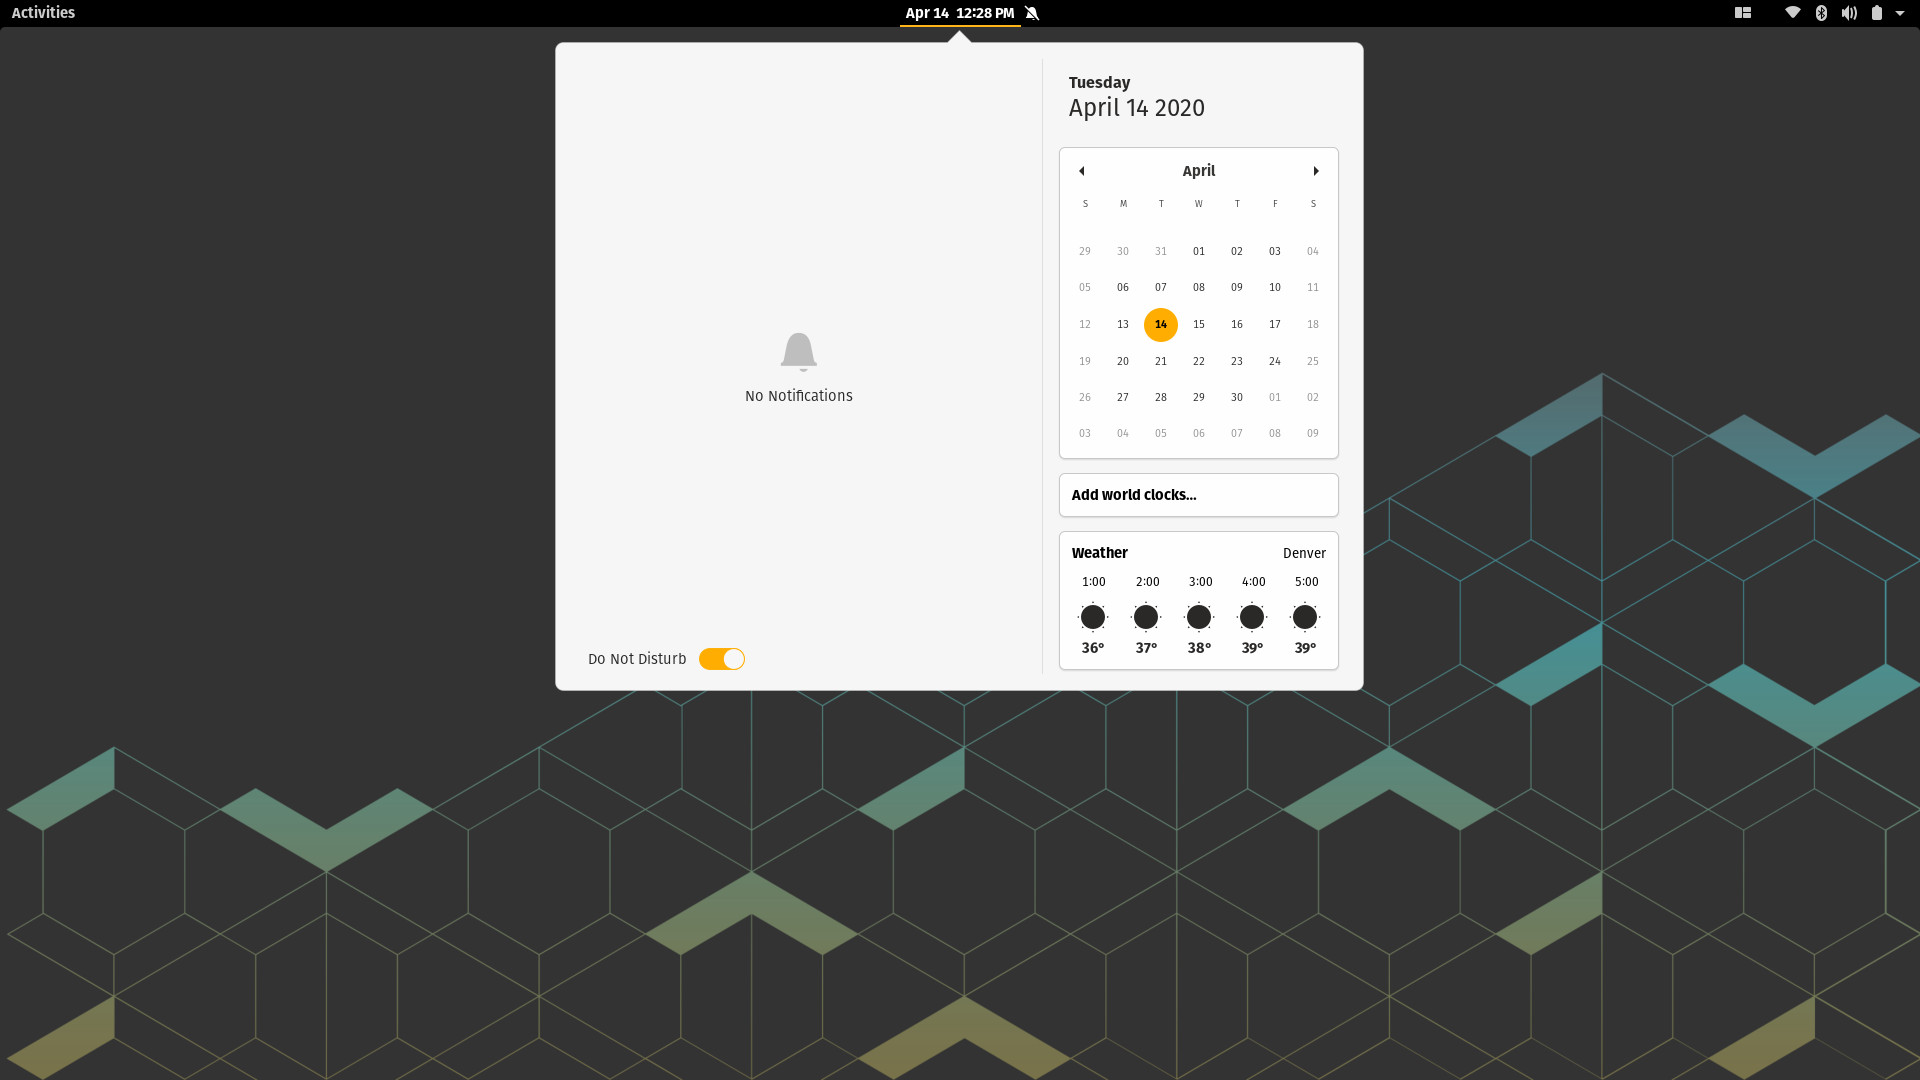 Activities
Apr 14 12:28 PM
No Notifications
Do Not Disturb
Tuesday
April 14 2020
April
S M T W T F S
29 30 31 01 02 03 04
05 06 07 08 09 10 11
12 13 14 15 16 17 18
19 20 21 22 23 24 25
26 27 28 29 30 01 02
03 04 05 06 07 08 09
Add world clocks...
Weather Denver
1:00 2:00 3:00 4:00 5:00
36° 37° 38° 39° 39°